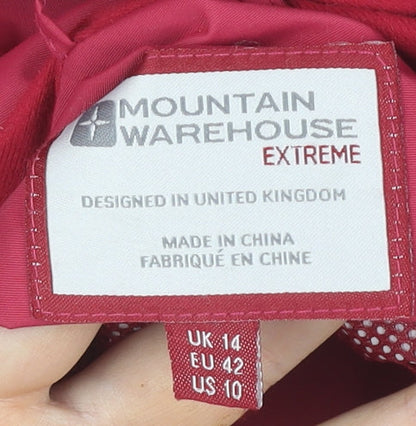 MOUNTAIN
WAREHOUSE
EXTREME
DESIGNED IN UNITED KINGDOM
MADE IN CHINA
FABRIQUÉ EN CHINE
UK 14
EU 42
US 10